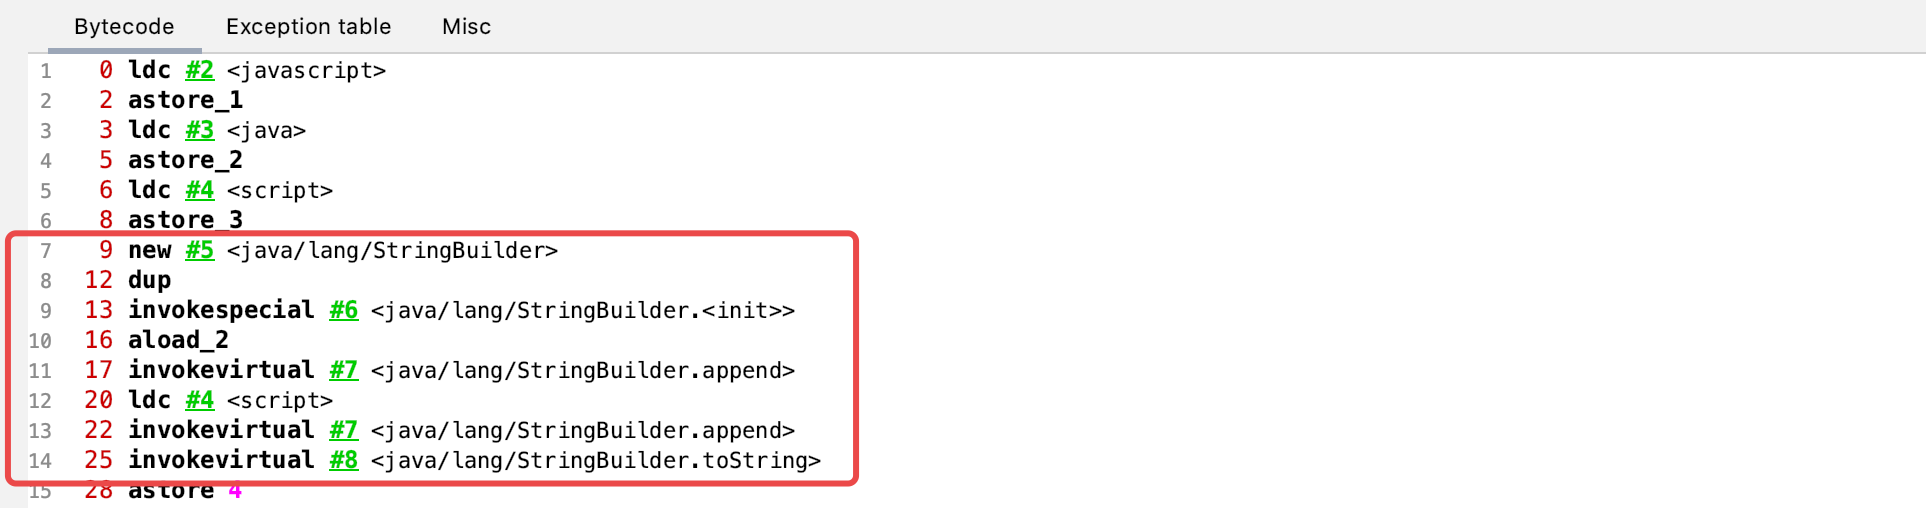 Bytecode Exception table Misc
1 0 ldc #2 <javascript>
2 2 astore_1
3 3 ldc #3 <java>
4 5 astore_2
5 6 ldc #4 <script>
6 8 astore_3
7 9 new #5 <java/lang/StringBuilder>
8 12 dup
9 13 invokespecial #6 <java/lang/StringBuilder.<init>>
10 16 aload_2
11 17 invokevirtual #7 <java/lang/StringBuilder.append>
12 20 ldc #4 <script>
13 22 invokevirtual #7 <java/lang/StringBuilder.append>
14 25 invokevirtual #8 <java/lang/StringBuilder.toString>
15 28 astore 4